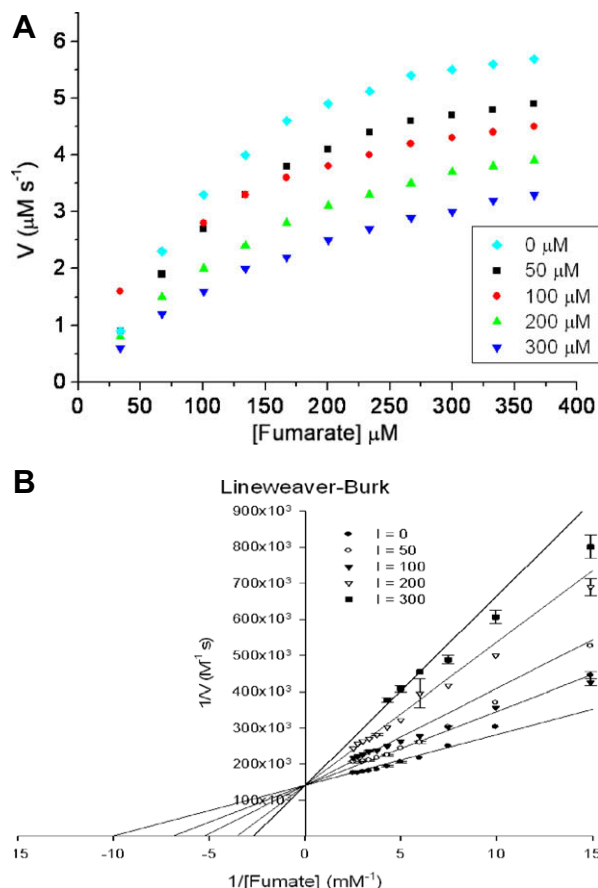 A
6
5
4
3
2
1
0
V (μM s⁻¹)
0 μM
50 μM
100 μM
200 μM
300 μM
0 50 100 150 200 250 300 350 400
[Fumarate] μM
B
Lineweaver-Burk
900x10³
800x10³
700x10³
600x10³
500x10³
400x10³
300x10³
200x10³
100x10³
1/V (M⁻¹ s)
I = 0
I = 50
I = 100
I = 200
I = 300
15 -10 -5 0 5 10 15
1/[Fumate] (mM⁻¹)